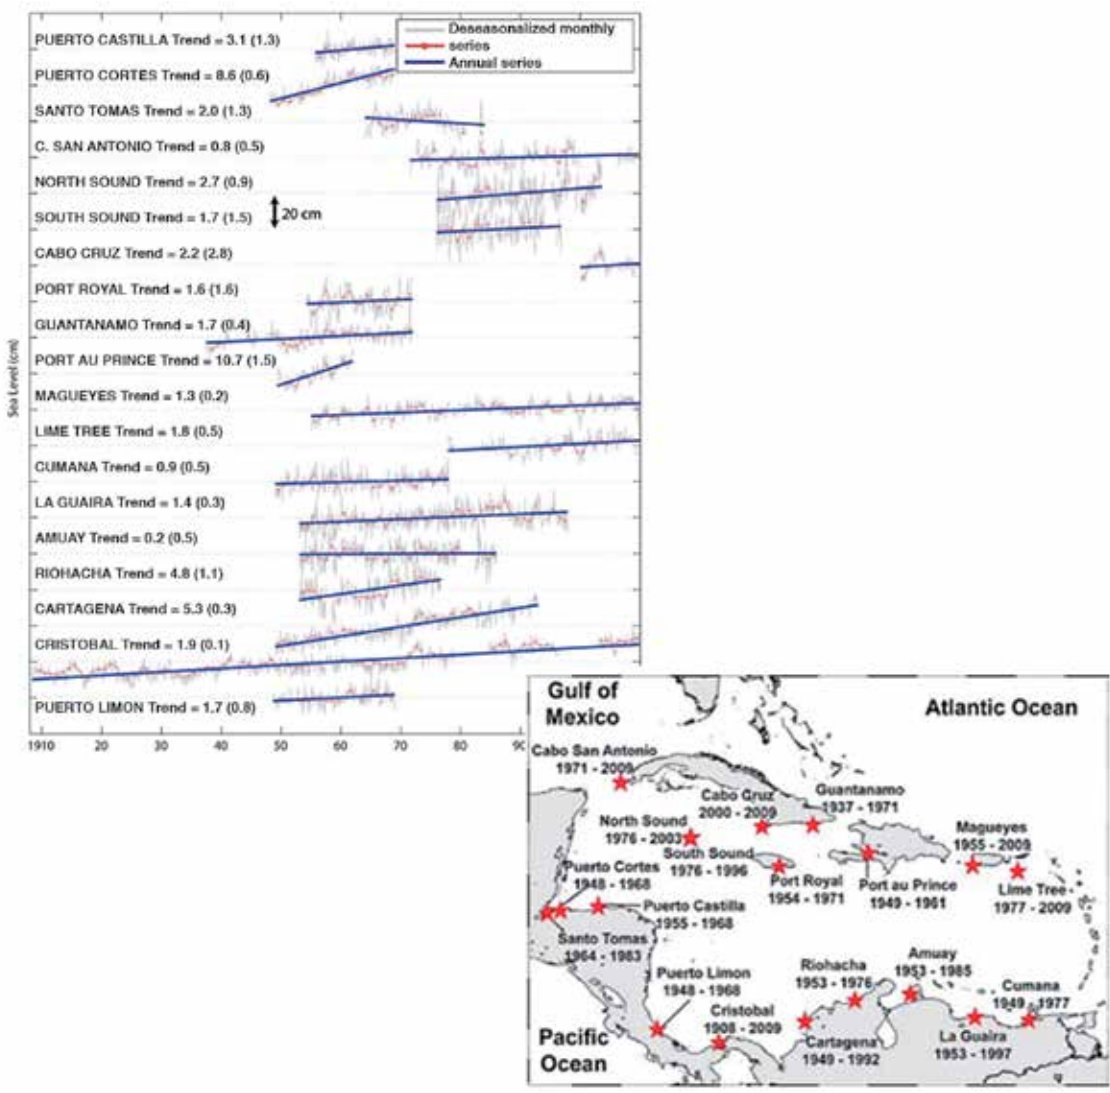 Deseasonalized monthly
series
Annual series
PUERTO CASTILLA Trend = 3.1 (1.3)
PUERTO CORTES Trend = 8.6 (0.6)
SANTO TOMAS Trend = 2.0 (1.3)
C. SAN ANTONIO Trend = 0.8 (0.5)
NORTH SOUND Trend = 2.7 (0.9)
SOUTH SOUND Trend = 1.7 (1.5)
20 cm
CABO CRUZ Trend = 2.2 (2.8)
PORT ROYAL Trend = 1.6 (1.6)
GUANTANAMO Trend = 1.7 (0.4)
PORT AU PRINCE Trend = 10.7 (1.5)
MAGUEYES Trend = 1.3 (0.2)
LIME TREE Trend = 1.8 (0.5)
CUMANA Trend = 0.9 (0.5)
LA GUAIRA Trend = 1.4 (0.3)
AMUAY Trend = 0.2 (0.5)
RIOHACHA Trend = 4.8 (1.1)
CARTAGENA Trend = 5.3 (0.3)
CRISTOBAL Trend = 1.9 (0.1)
PUERTO LIMON Trend = 1.7 (0.8)
Sea Level (cm)
1910 20 30 40 50 60 70 80
Gulf of
Mexico
Atlantic Ocean
Cabo San Antonio
1971 - 2009
Cabo Cruz
2000 - 2009
Guantanamo
1937 - 1971
North Sound
1976 - 2003
South Sound
1976 - 1996
Magueyes
1955 - 2009
Puerto Cortes
1948 - 1968
Port Royal
1954 - 1971
Port au Prince
1949 - 1961
Lime Tree
1977 - 2009
Puerto Castilla
1955 - 1968
Santo Tomas
1964 - 1983
Puerto Limon
1948 - 1968
Riohacha
1953 - 1976
Amuay
1953 - 1985
Cumana
1949 - 1977
Cristobal
1908 - 2009
Cartagena
1949 - 1992
La Guaira
1953 - 1997
Pacific
Ocean